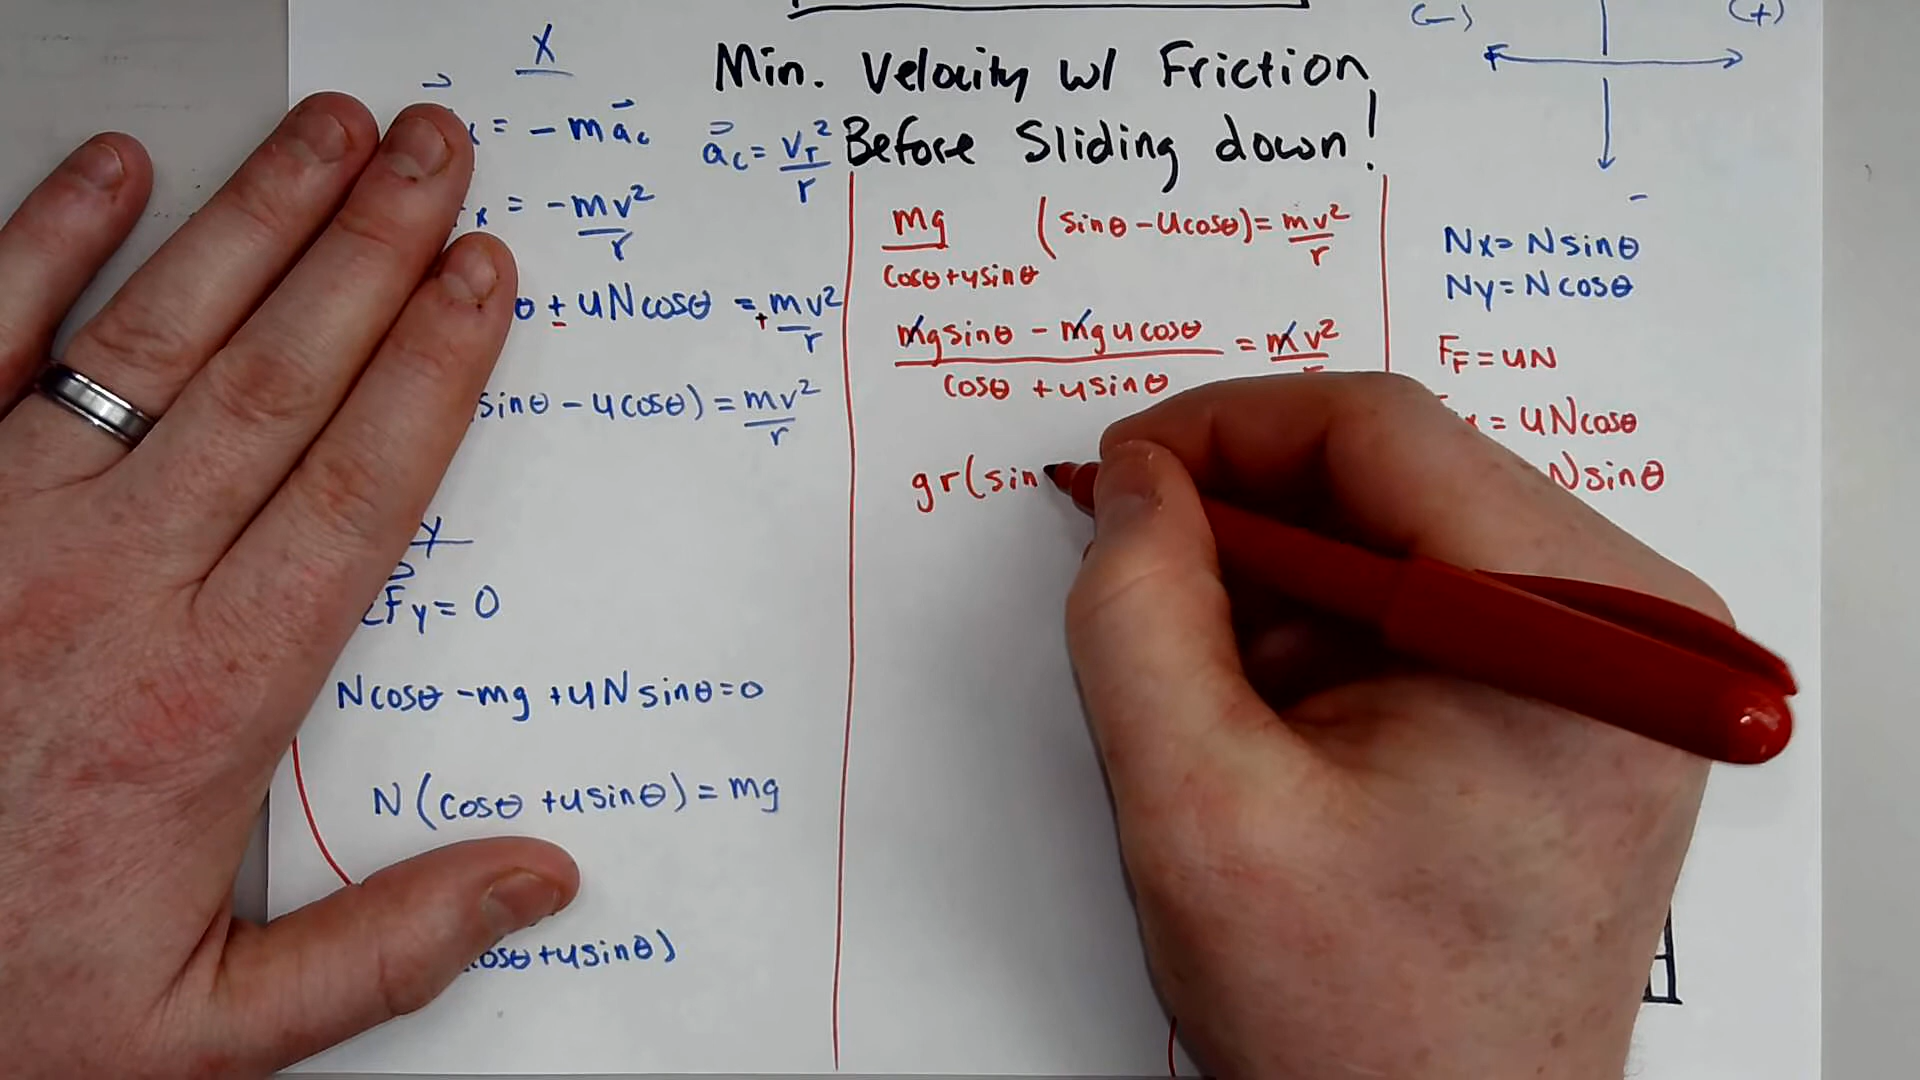 Min. Velocity w/ Friction
Before Sliding down!
X
= -mac
ac = vT²/r
x = -mv²/r
θ ± uNcosθ = +mv²/r
sinθ - ucosθ) = mv²/r
Y
ΣFy = 0
Ncosθ - mg + uNsinθ = 0
N(cosθ + usinθ) = mg
cosθ + usinθ)
mg/cosθ+usinθ (sinθ - ucosθ) = mv²/r
mgsinθ - mgucosθ/cosθ + usinθ = mv²/r
gr(sin
(-) (+)
-
Nx = Nsinθ
Ny = Ncosθ
FF = uN
x = uNcosθ
Nsinθ